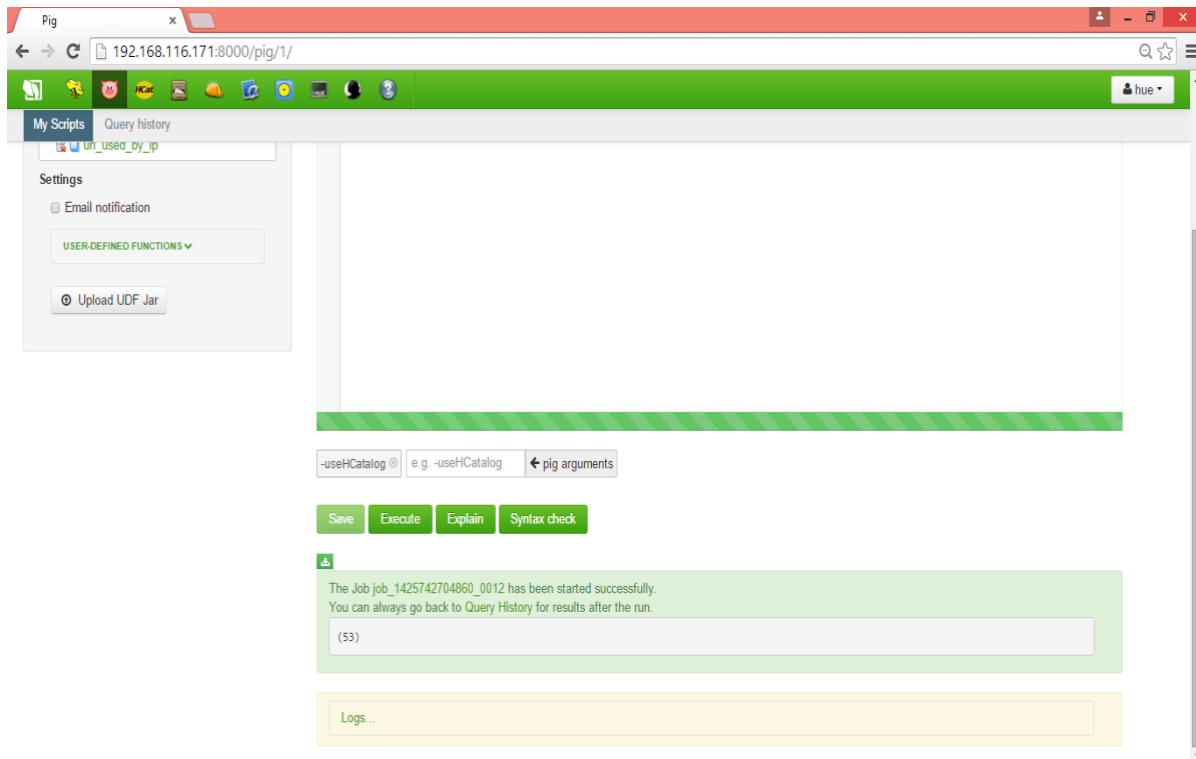 Pig
192.168.116.171:8000/pig/1/
HCat
hue
My Scripts Query history
uri_used_by_ip
Settings
Email notification
USER-DEFINED FUNCTIONS
Upload UDF Jar
-useHCatalog e.g. -useHCatalog pig arguments
Save Execute Explain Syntax check
The Job job_1425742704860_0012 has been started successfully.
You can always go back to Query History for results after the run.
(53)
Logs...